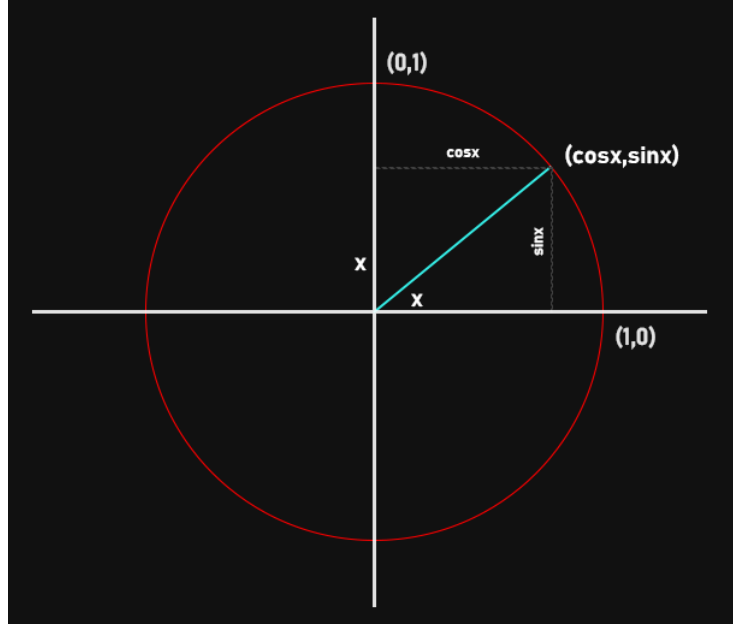 (0,1)
cosx
(cosx,sinx)
sinx
x
x
(1,0)